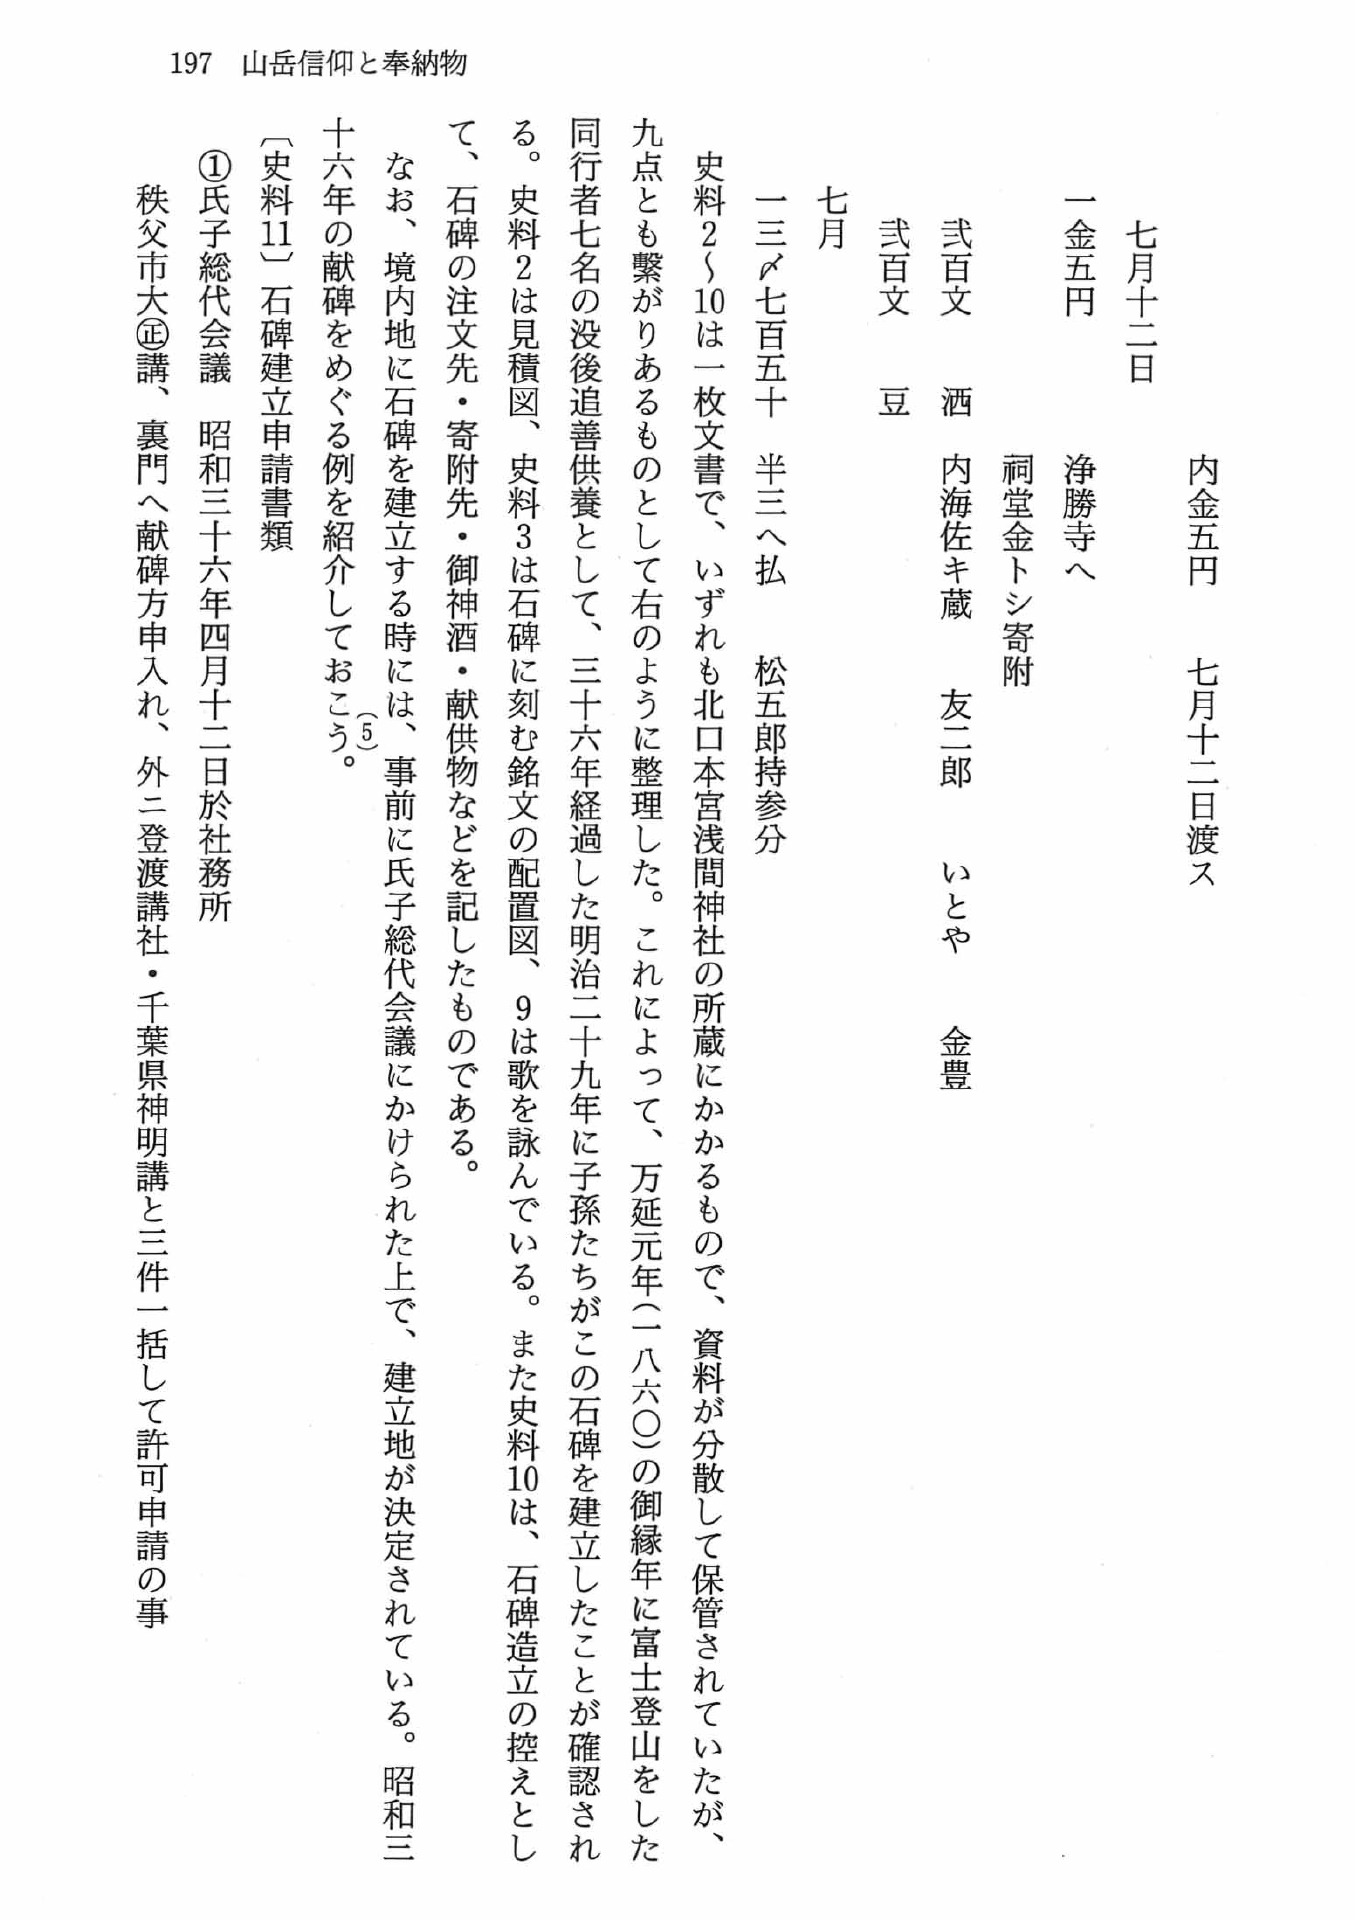 197 山岳信仰と奉納物
内金五円 七月十二日渡ス
七月十二日
一金五円 浄勝寺へ
祠堂金トシ寄附
弐百文 酒 内海佐キ蔵 友二郎 いとや 金豊
弐百文 豆
七月
一三〆七百五十 半三へ払 松五郎持参分
史料2〜10は一枚文書で、いずれも北口本宮浅間神社の所蔵にかかるもので、資料が分散して保管されていたが、
九点とも繋がりあるものとして右のように整理した。これによって、万延元年(一八六〇)の御縁年に富士登山をした
同行者七名の没後追善供養として、三十六年経過した明治二十九年に子孫たちがこの石碑を建立したことが確認され
る。史料2は見積図、史料3は石碑に刻む銘文の配置図、9は歌を詠んでいる。また史料10は、石碑造立の控えとし
て、石碑の注文先・寄附先・御神酒・献供物などを記したものである。
なお、境内地に石碑を建立する時には、事前に氏子総代会議にかけられた上で、建立地が決定されている。昭和三
十六年の献碑をめぐる例を紹介しておこう。(5)
〔史料11〕石碑建立申請書類
①氏子総代会議 昭和三十六年四月十二日於社務所
秩父市大㊣講、裏門へ献碑方申入れ、外ニ登渡講社・千葉県神明講と三件一括して許可申請の事